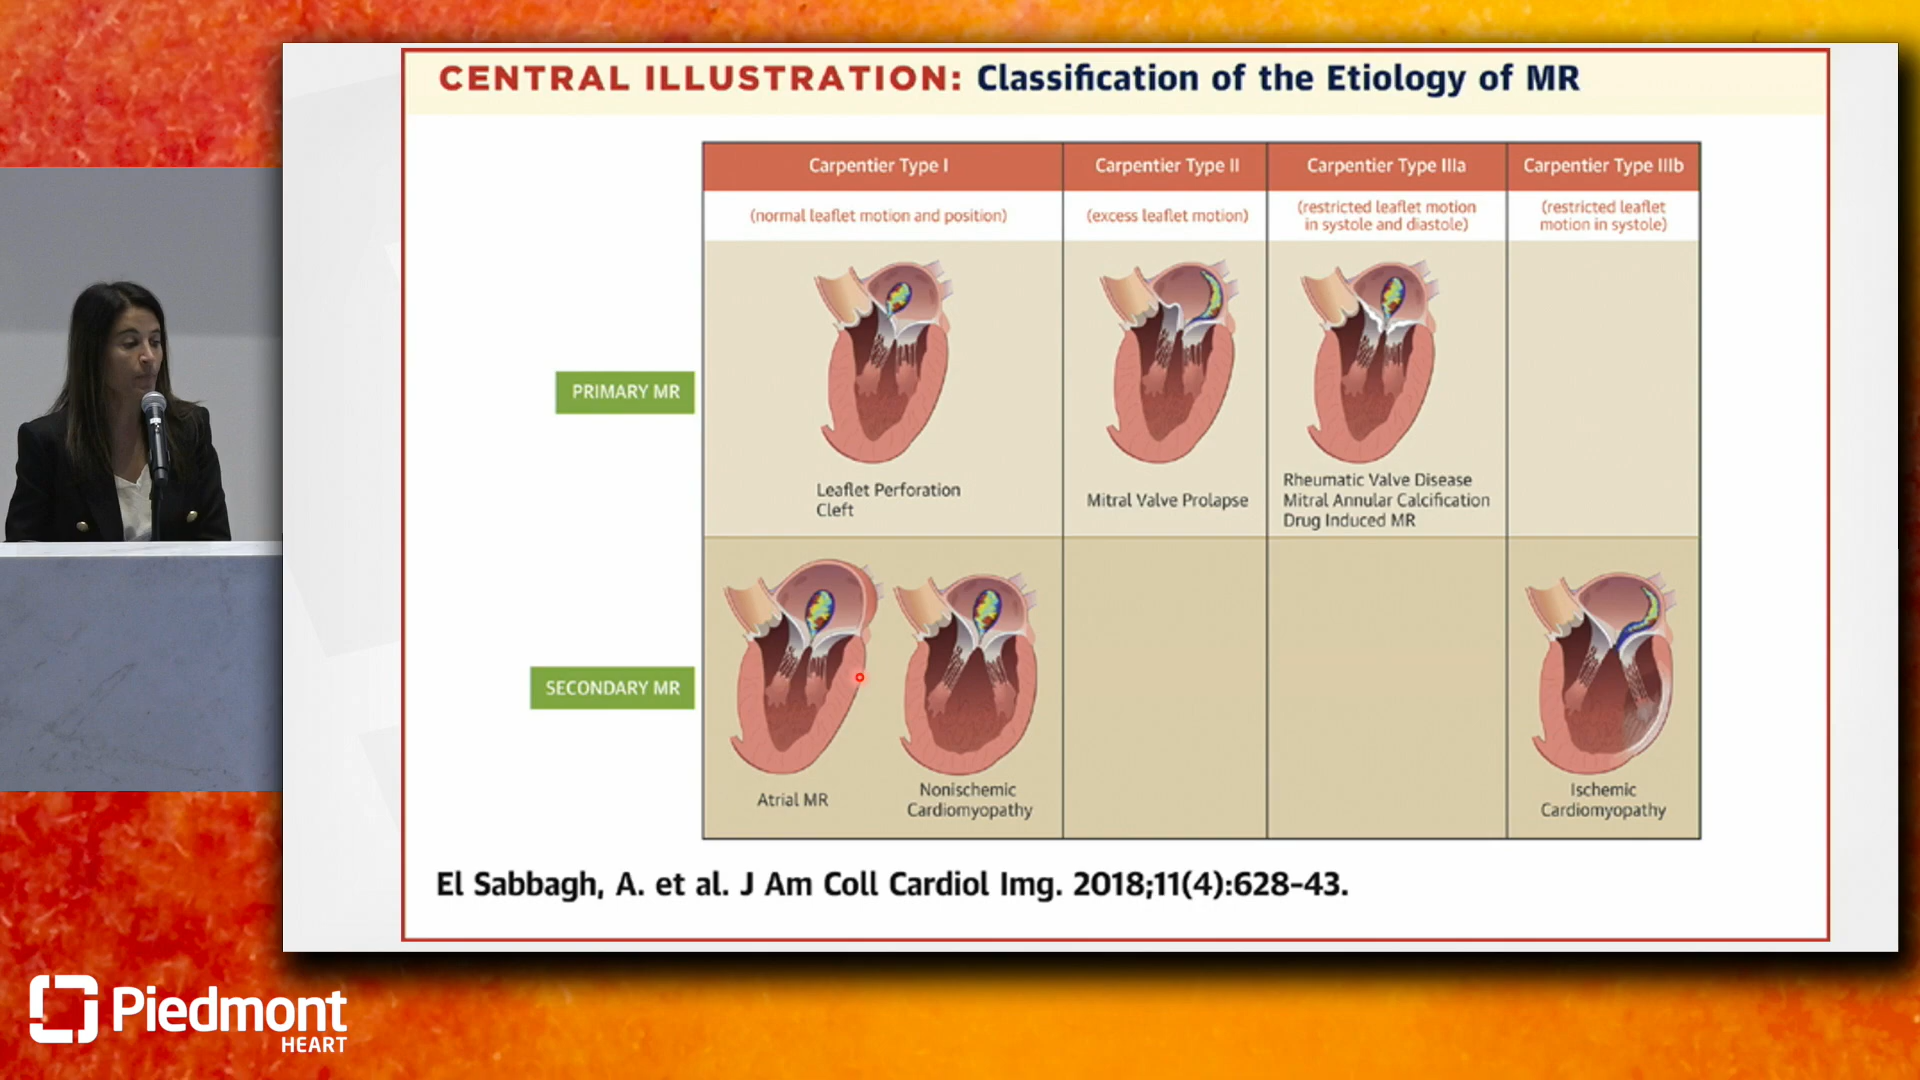 CENTRAL ILLUSTRATION: Classification of the Etiology of MR
Carpentier Type I
Carpentier Type II
Carpentier Type IIIa
Carpentier Type IIIb
(normal leaflet motion and position)
(excess leaflet motion)
(restricted leaflet motion
in systole and diastole)
(restricted leaflet
motion in systole)
PRIMARY MR
Leaflet Perforation
Cleft
Mitral Valve Prolapse
Rheumatic Valve Disease
Mitral Annular Calcification
Drug Induced MR
SECONDARY MR
Atrial MR
Nonischemic
Cardiomyopathy
Ischemic
Cardiomyopathy
El Sabbagh, A. et al. J Am Coll Cardiol Img. 2018;11(4):628–43.
Piedmont
HEART